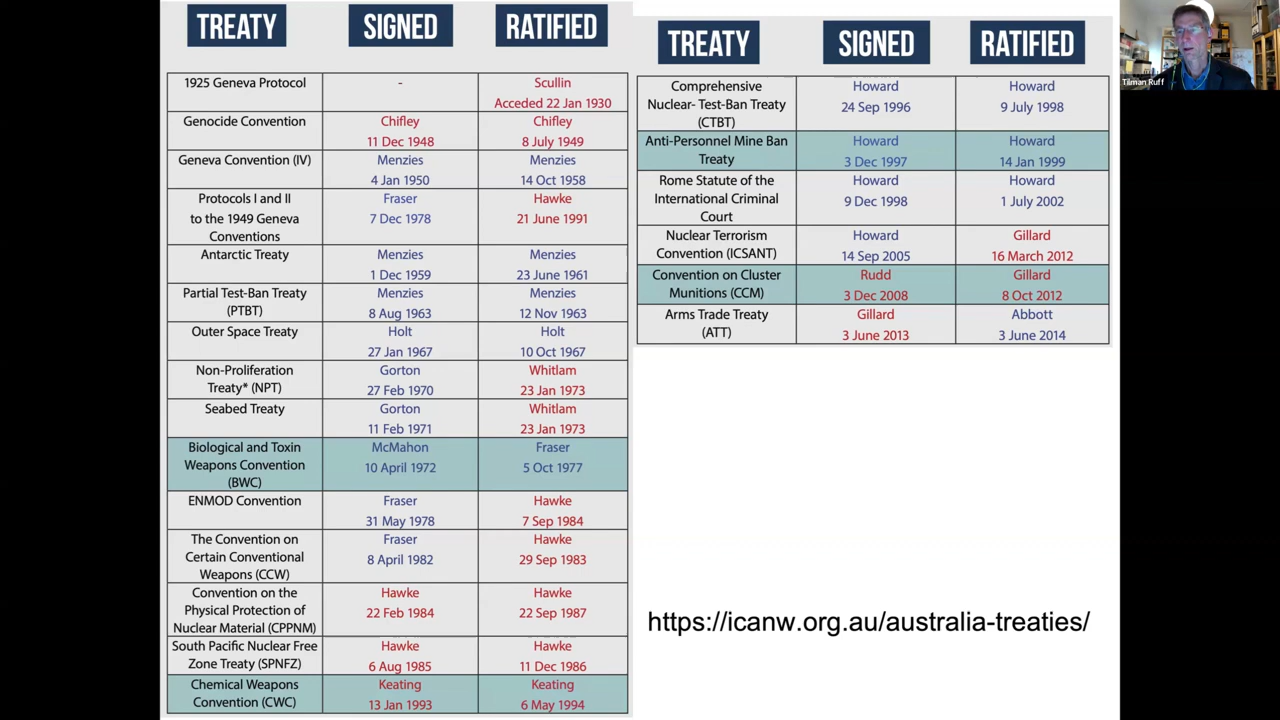 TREATY SIGNED RATIFIED
1925 Geneva Protocol - Scullin
Acceded 22 Jan 1930
Genocide Convention Chifley Chifley
11 Dec 1948 8 July 1949
Geneva Convention (IV) Menzies Menzies
4 Jan 1950 14 Oct 1958
Protocols I and II Fraser Hawke
to the 1949 Geneva 7 Dec 1978 21 June 1991
Conventions
Antarctic Treaty Menzies Menzies
1 Dec 1959 23 June 1961
Partial Test-Ban Treaty Menzies Menzies
(PTBT) 8 Aug 1963 12 Nov 1963
Outer Space Treaty Holt Holt
27 Jan 1967 10 Oct 1967
Non-Proliferation Gorton Whitlam
Treaty* (NPT) 27 Feb 1970 23 Jan 1973
Seabed Treaty Gorton Whitlam
11 Feb 1971 23 Jan 1973
Biological and Toxin McMahon Fraser
Weapons Convention 10 April 1972 5 Oct 1977
(BWC)
ENMOD Convention Fraser Hawke
31 May 1978 7 Sep 1984
The Convention on Fraser Hawke
Certain Conventional 8 April 1982 29 Sep 1983
Weapons (CCW)
Convention on the Hawke Hawke
Physical Protection of 22 Feb 1984 22 Sep 1987
Nuclear Material (CPPNM)
South Pacific Nuclear Free Hawke Hawke
Zone Treaty (SPNFZ) 6 Aug 1985 11 Dec 1986
Chemical Weapons Keating Keating
Convention (CWC) 13 Jan 1993 6 May 1994
TREATY SIGNED RATIFIED
Comprehensive Howard Howard
Nuclear- Test-Ban Treaty 24 Sep 1996 9 July 1998
(CTBT)
Anti-Personnel Mine Ban Howard Howard
Treaty 3 Dec 1997 14 Jan 1999
Rome Statute of the Howard Howard
International Criminal 9 Dec 1998 1 July 2002
Court
Nuclear Terrorism Howard Gillard
Convention (ICSANT) 14 Sep 2005 16 March 2012
Convention on Cluster Rudd Gillard
Munitions (CCM) 3 Dec 2008 8 Oct 2012
Arms Trade Treaty Gillard Abbott
(ATT) 3 June 2013 3 June 2014
https://icanw.org.au/australia-treaties/
Tilman Ruff